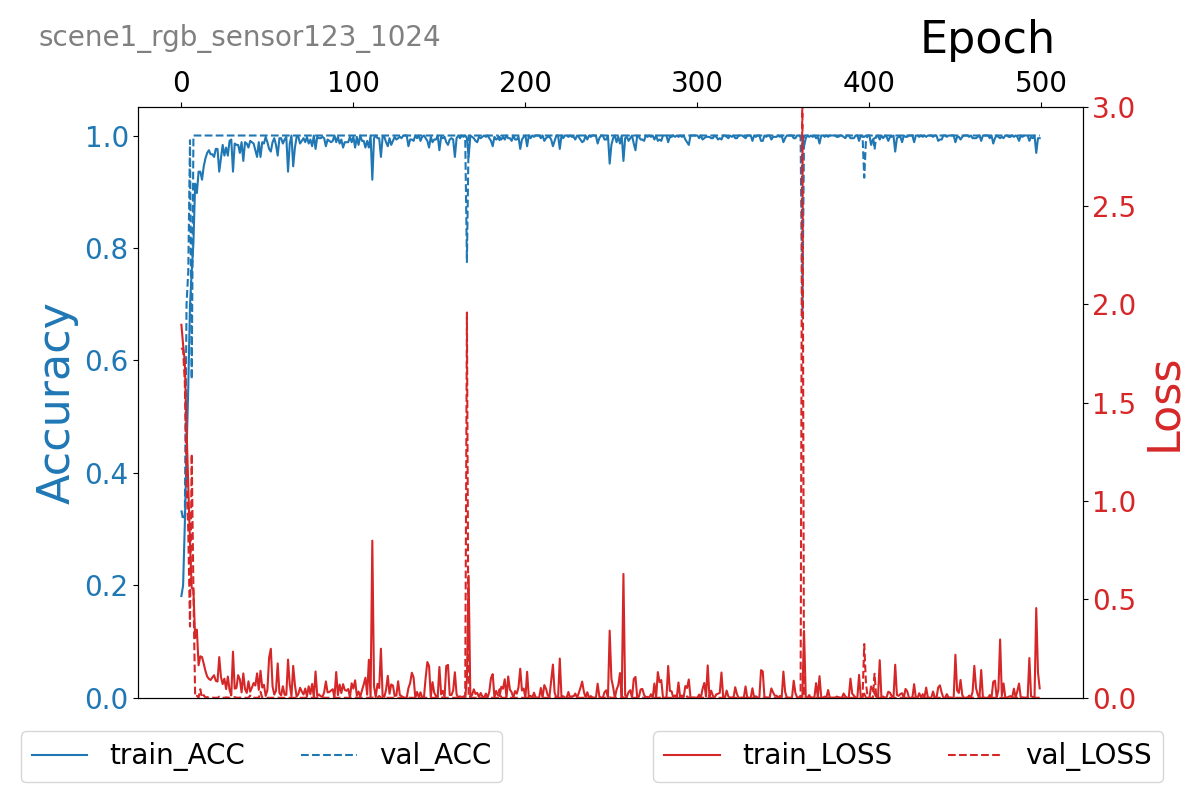 scene1_rgb_sensor123_1024
Epoch
0 100 200 300 400 500
1.0
0.8
0.6
0.4
0.2
0.0
Accuracy
3.0
2.5
2.0
1.5
1.0
0.5
0.0
Loss
train_ACC val_ACC
train_LOSS val_LOSS